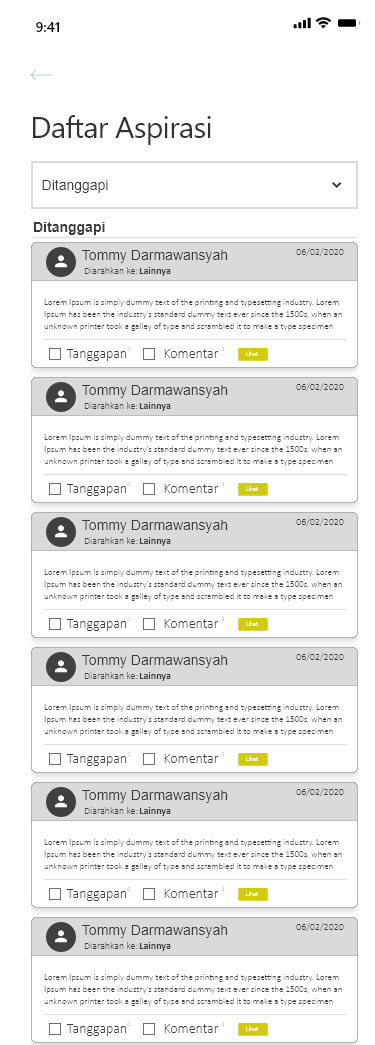 9:41
Daftar Aspirasi
Ditanggapi
Ditanggapi
Tommy Darmawansyah 06/02/2020
Diarahkan ke: Lainnya
Lorem Ipsum is simply dummy text of the printing and typesetting industry. Lorem
Ipsum has been the industry's standard dummy text ever since the 1500s, when an
unknown printer took a galley of type and scrambled it to make a type specimen
Tanggapan Komentar Lihat
Tommy Darmawansyah 06/02/2020
Diarahkan ke: Lainnya
Lorem Ipsum is simply dummy text of the printing and typesetting industry. Lorem
Ipsum has been the industry's standard dummy text ever since the 1500s, when an
unknown printer took a galley of type and scrambled it to make a type specimen
Tanggapan Komentar Lihat
Tommy Darmawansyah 06/02/2020
Diarahkan ke: Lainnya
Lorem Ipsum is simply dummy text of the printing and typesetting industry. Lorem
Ipsum has been the industry's standard dummy text ever since the 1500s, when an
unknown printer took a galley of type and scrambled it to make a type specimen
Tanggapan Komentar Lihat
Tommy Darmawansyah 06/02/2020
Diarahkan ke: Lainnya
Lorem Ipsum is simply dummy text of the printing and typesetting industry. Lorem
Ipsum has been the industry's standard dummy text ever since the 1500s, when an
unknown printer took a galley of type and scrambled it to make a type specimen
Tanggapan Komentar Lihat
Tommy Darmawansyah 06/02/2020
Diarahkan ke: Lainnya
Lorem Ipsum is simply dummy text of the printing and typesetting industry. Lorem
Ipsum has been the industry's standard dummy text ever since the 1500s, when an
unknown printer took a galley of type and scrambled it to make a type specimen
Tanggapan Komentar Lihat
Tommy Darmawansyah 06/02/2020
Diarahkan ke: Lainnya
Lorem Ipsum is simply dummy text of the printing and typesetting industry. Lorem
Ipsum has been the industry's standard dummy text ever since the 1500s, when an
unknown printer took a galley of type and scrambled it to make a type specimen
Tanggapan Komentar Lihat